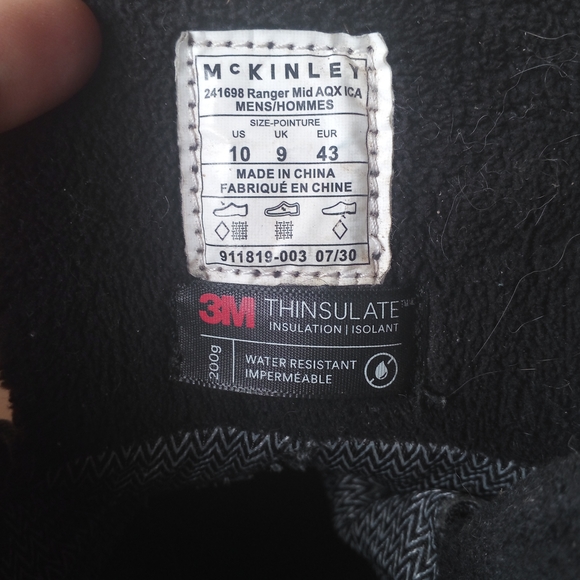 McKINLEY
241698 Ranger Mid AQX ICA
MENS/HOMMES
SIZE-POINTURE
US UK EUR
10 9 43
MADE IN CHINA
FABRIQUÉ EN CHINE
911819-003 07/30
3M THINSULATE™
INSULATION | ISOLANT
200g
WATER RESISTANT
IMPERMÉABLE